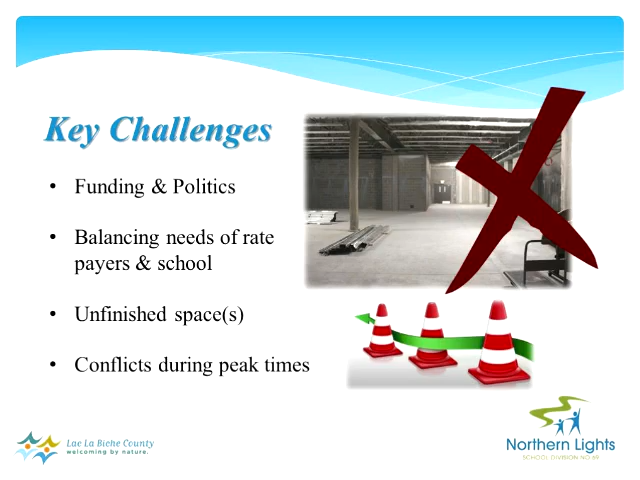 Key Challenges
• Funding & Politics
• Balancing needs of rate
payers & school
• Unfinished space(s)
• Conflicts during peak times
Lac La Biche County
welcoming by nature.
Northern Lights
SCHOOL DIVISION NO.69